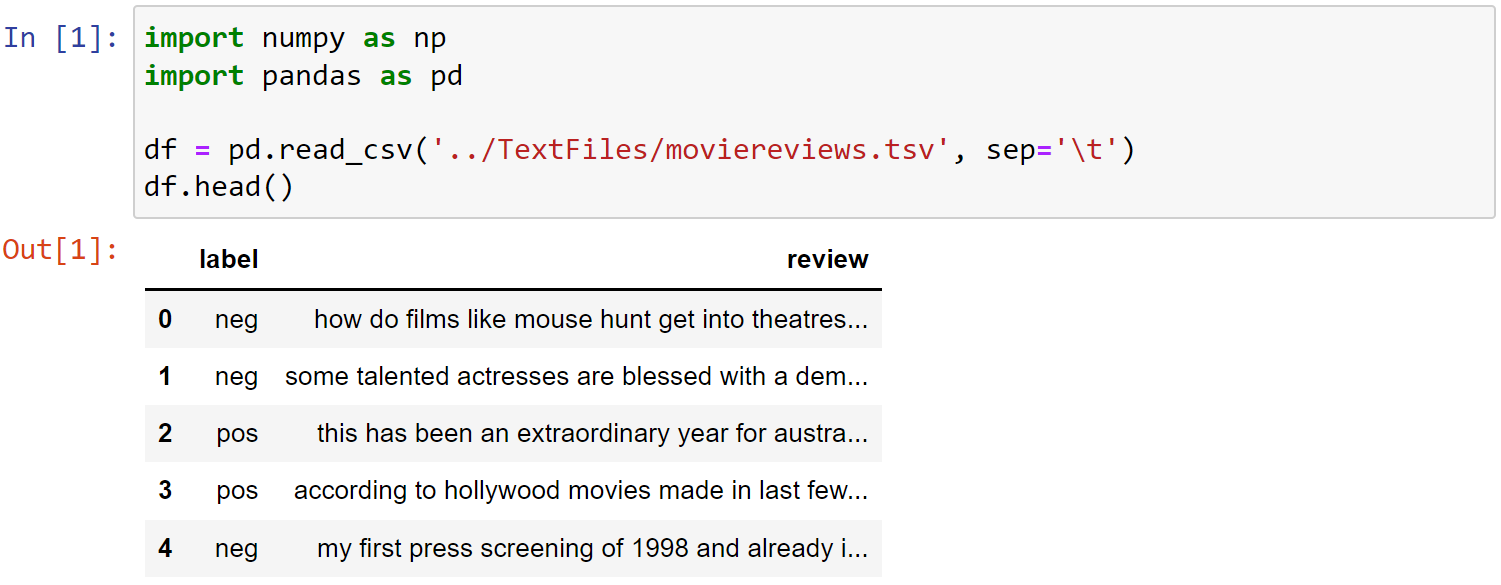 In [1]: import numpy as np
import pandas as pd
df = pd.read_csv('../TextFiles/moviereviews.tsv', sep='\t')
df.head()
Out[1]:
label review
0 neg how do films like mouse hunt get into theatres...
1 neg some talented actresses are blessed with a dem...
2 pos this has been an extraordinary year for austra...
3 pos according to hollywood movies made in last few...
4 neg my first press screening of 1998 and already i...